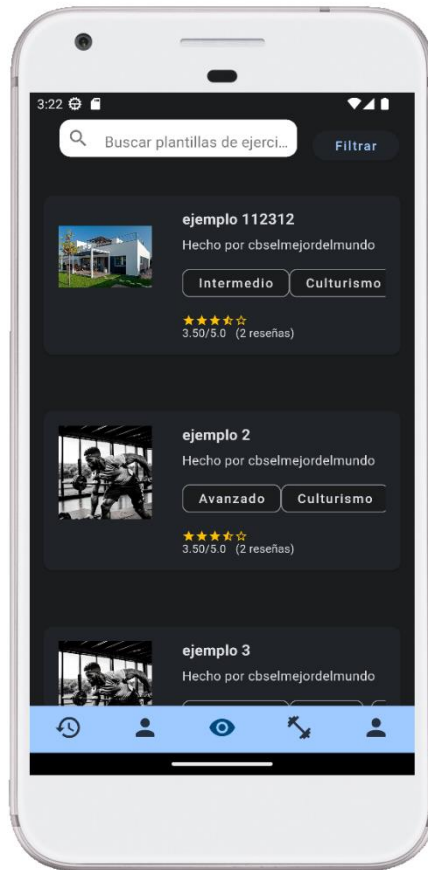 3:22
Buscar plantillas de ejerci...
Filtrar
ejemplo 112312
Hecho por cbselmejordelmundo
Intermedio Culturismo
3.50/5.0 (2 reseñas)
ejemplo 2
Hecho por cbselmejordelmundo
Avanzado Culturismo
3.50/5.0 (2 reseñas)
ejemplo 3
Hecho por cbselmejordelmundo